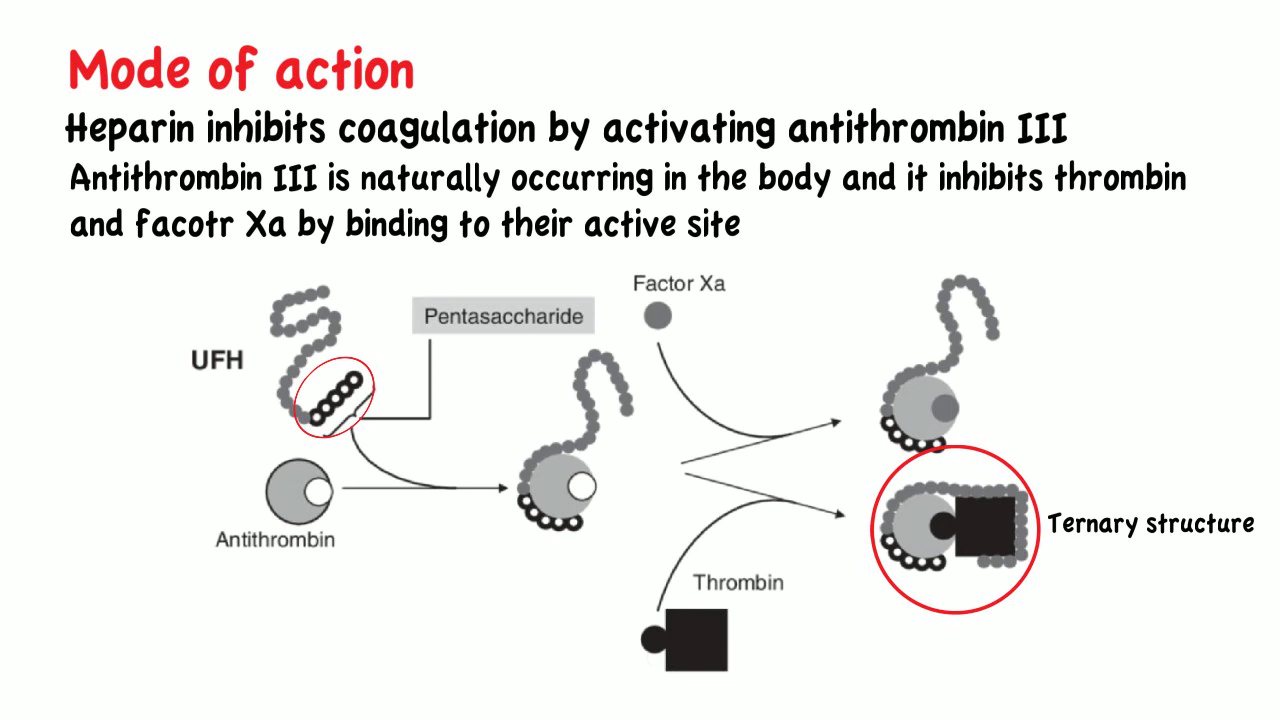 Mode of action
Heparin inhibits coagulation by activating antithrombin III
Antithrombin III is naturally occurring in the body and it inhibits thrombin
and facotr Xa by binding to their active site
Factor Xa
Pentasaccharide
UFH
Antithrombin
Ternary structure
Thrombin